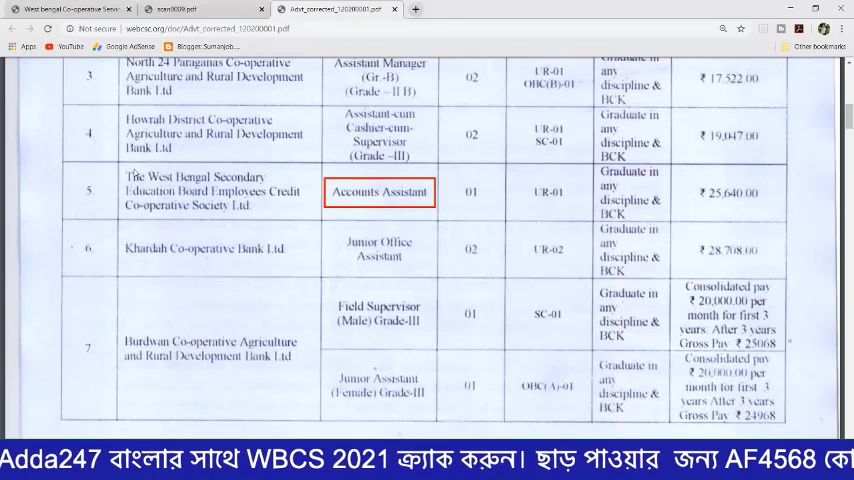 West bengal Co-operative Servic
scan0009.pdf
Advt_corrected_120200001.pdf
Not secure | webcsc.org/doc/Advt_corrected_120200001.pdf
Apps YouTube Google AdSense Blogger: Sumanjo.... Other bookmarks
3
North 24 Paraganas Co-operative
Agriculture and Rural Development
Bank Ltd
Assistant Manager
(Gr.-B)
(Grade – II B)
02
UR-01
OBC(B)-01
Graduate in
any
discipline &
BCK
₹ 17,522.00
4
Howrah District Co-operative
Agriculture and Rural Development
Bank Ltd
Assistant-cum
Cashier-cum-
Supervisor
(Grade –III)
02
UR-01
SC-01
Graduate in
any
discipline &
BCK
₹ 19,047.00
5.
The West Bengal Secondary
Education Board Employees Credit
Co-operative Society Ltd.
Accounts Assistant
01
UR-01
Graduate in
any
discipline &
BCK
₹ 25,640.00
6.
Khardah Co-operative Bank Ltd.
Junior Office
Assistant
02
UR-02
Graduate in
any
discipline &
BCK
₹ 28,708.00
7
Burdwan Co-operative Agriculture
and Rural Development Bank Ltd
Field Supervisor
(Male) Grade-III
01
SC-01
Graduate in
any
discipline &
BCK
Consolidated pay
₹ 20,000.00 per
month for first 3
years. After 3 years
Gross Pay ₹ 25068
Junior Assistant
(Female) Grade-III
01
OBC(A)-01
Graduate in
any
discipline &
BCK
Consolidated pay
₹ 20,000.00 per
month for first 3
years After 3 years
Gross Pay ₹ 24968
Adda247 বাংলার সাথে WBCS 2021 ক্র্যাক করুন। ছাড় পাওয়ার জন্য AF4568 কো